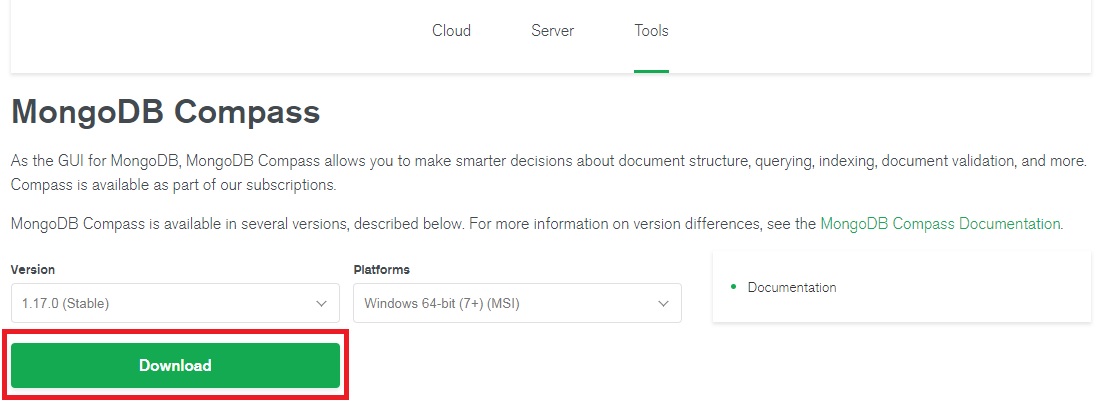 Cloud Server Tools
MongoDB Compass
As the GUI for MongoDB, MongoDB Compass allows you to make smarter decisions about document structure, querying, indexing, document validation, and more.
Compass is available as part of our subscriptions.
MongoDB Compass is available in several versions, described below. For more information on version differences, see the MongoDB Compass Documentation.
Version Platforms
1.17.0 (Stable) Windows 64-bit (7+) (MSI)
Documentation
Download